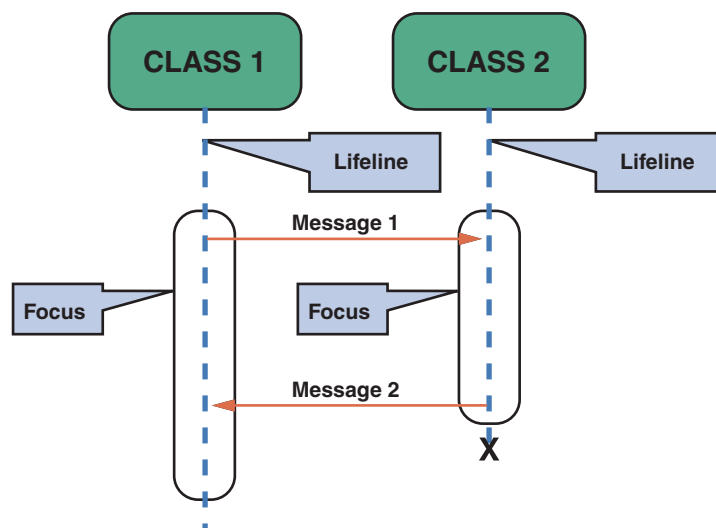 CLASS 1
CLASS 2
Lifeline
Lifeline
Message 1
Focus
Focus
Message 2
X